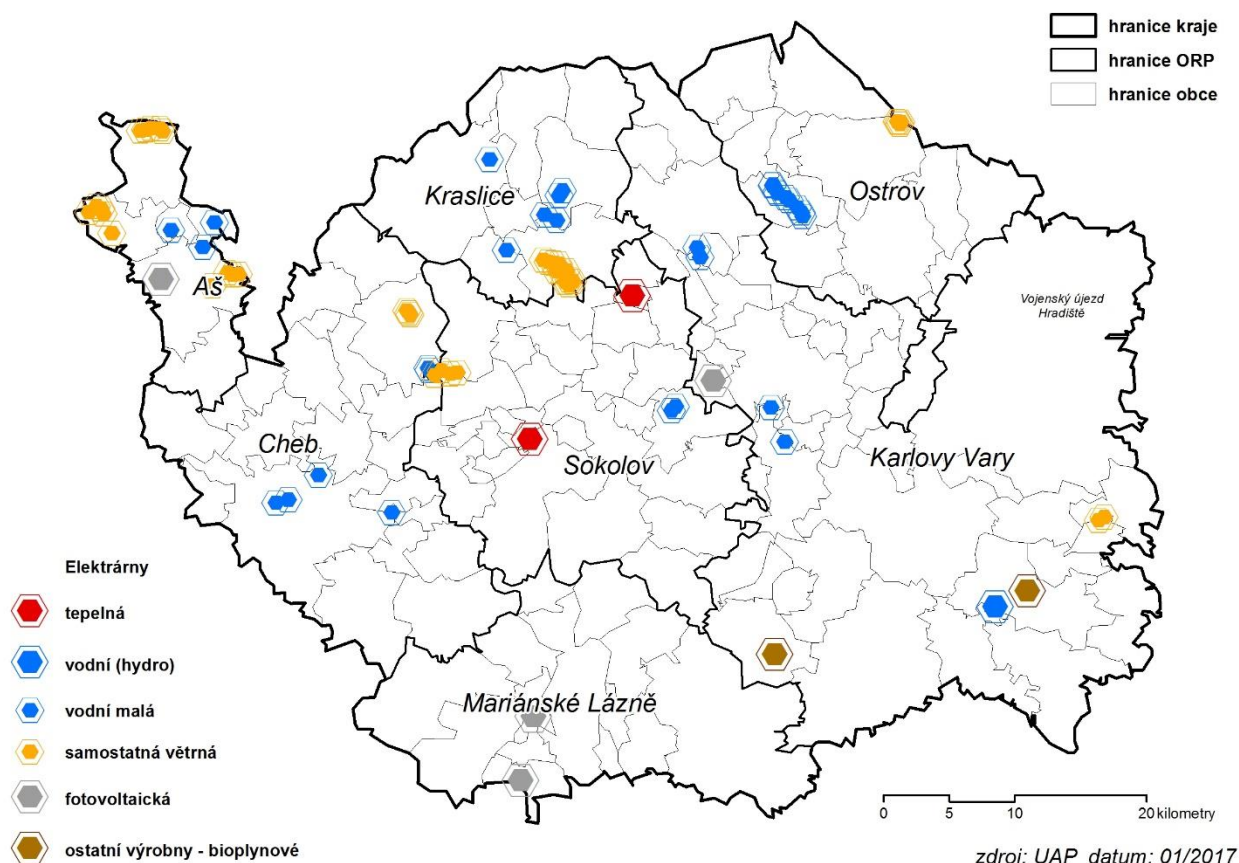 hranice kraje
hranice ORP
hranice obce
Kraslice
Ostrov
Aš
Vojenský újezd
Hradiště
Cheb
Sokolov
Karlovy Vary
Mariánské Lázně
Elektrárny
tepelná
vodní (hydro)
vodní malá
samostatná větrná
fotovoltaická
ostatní výrobny - bioplynové
0 5 10 20 kilometry
zdroj: UAP, datum: 01/2017